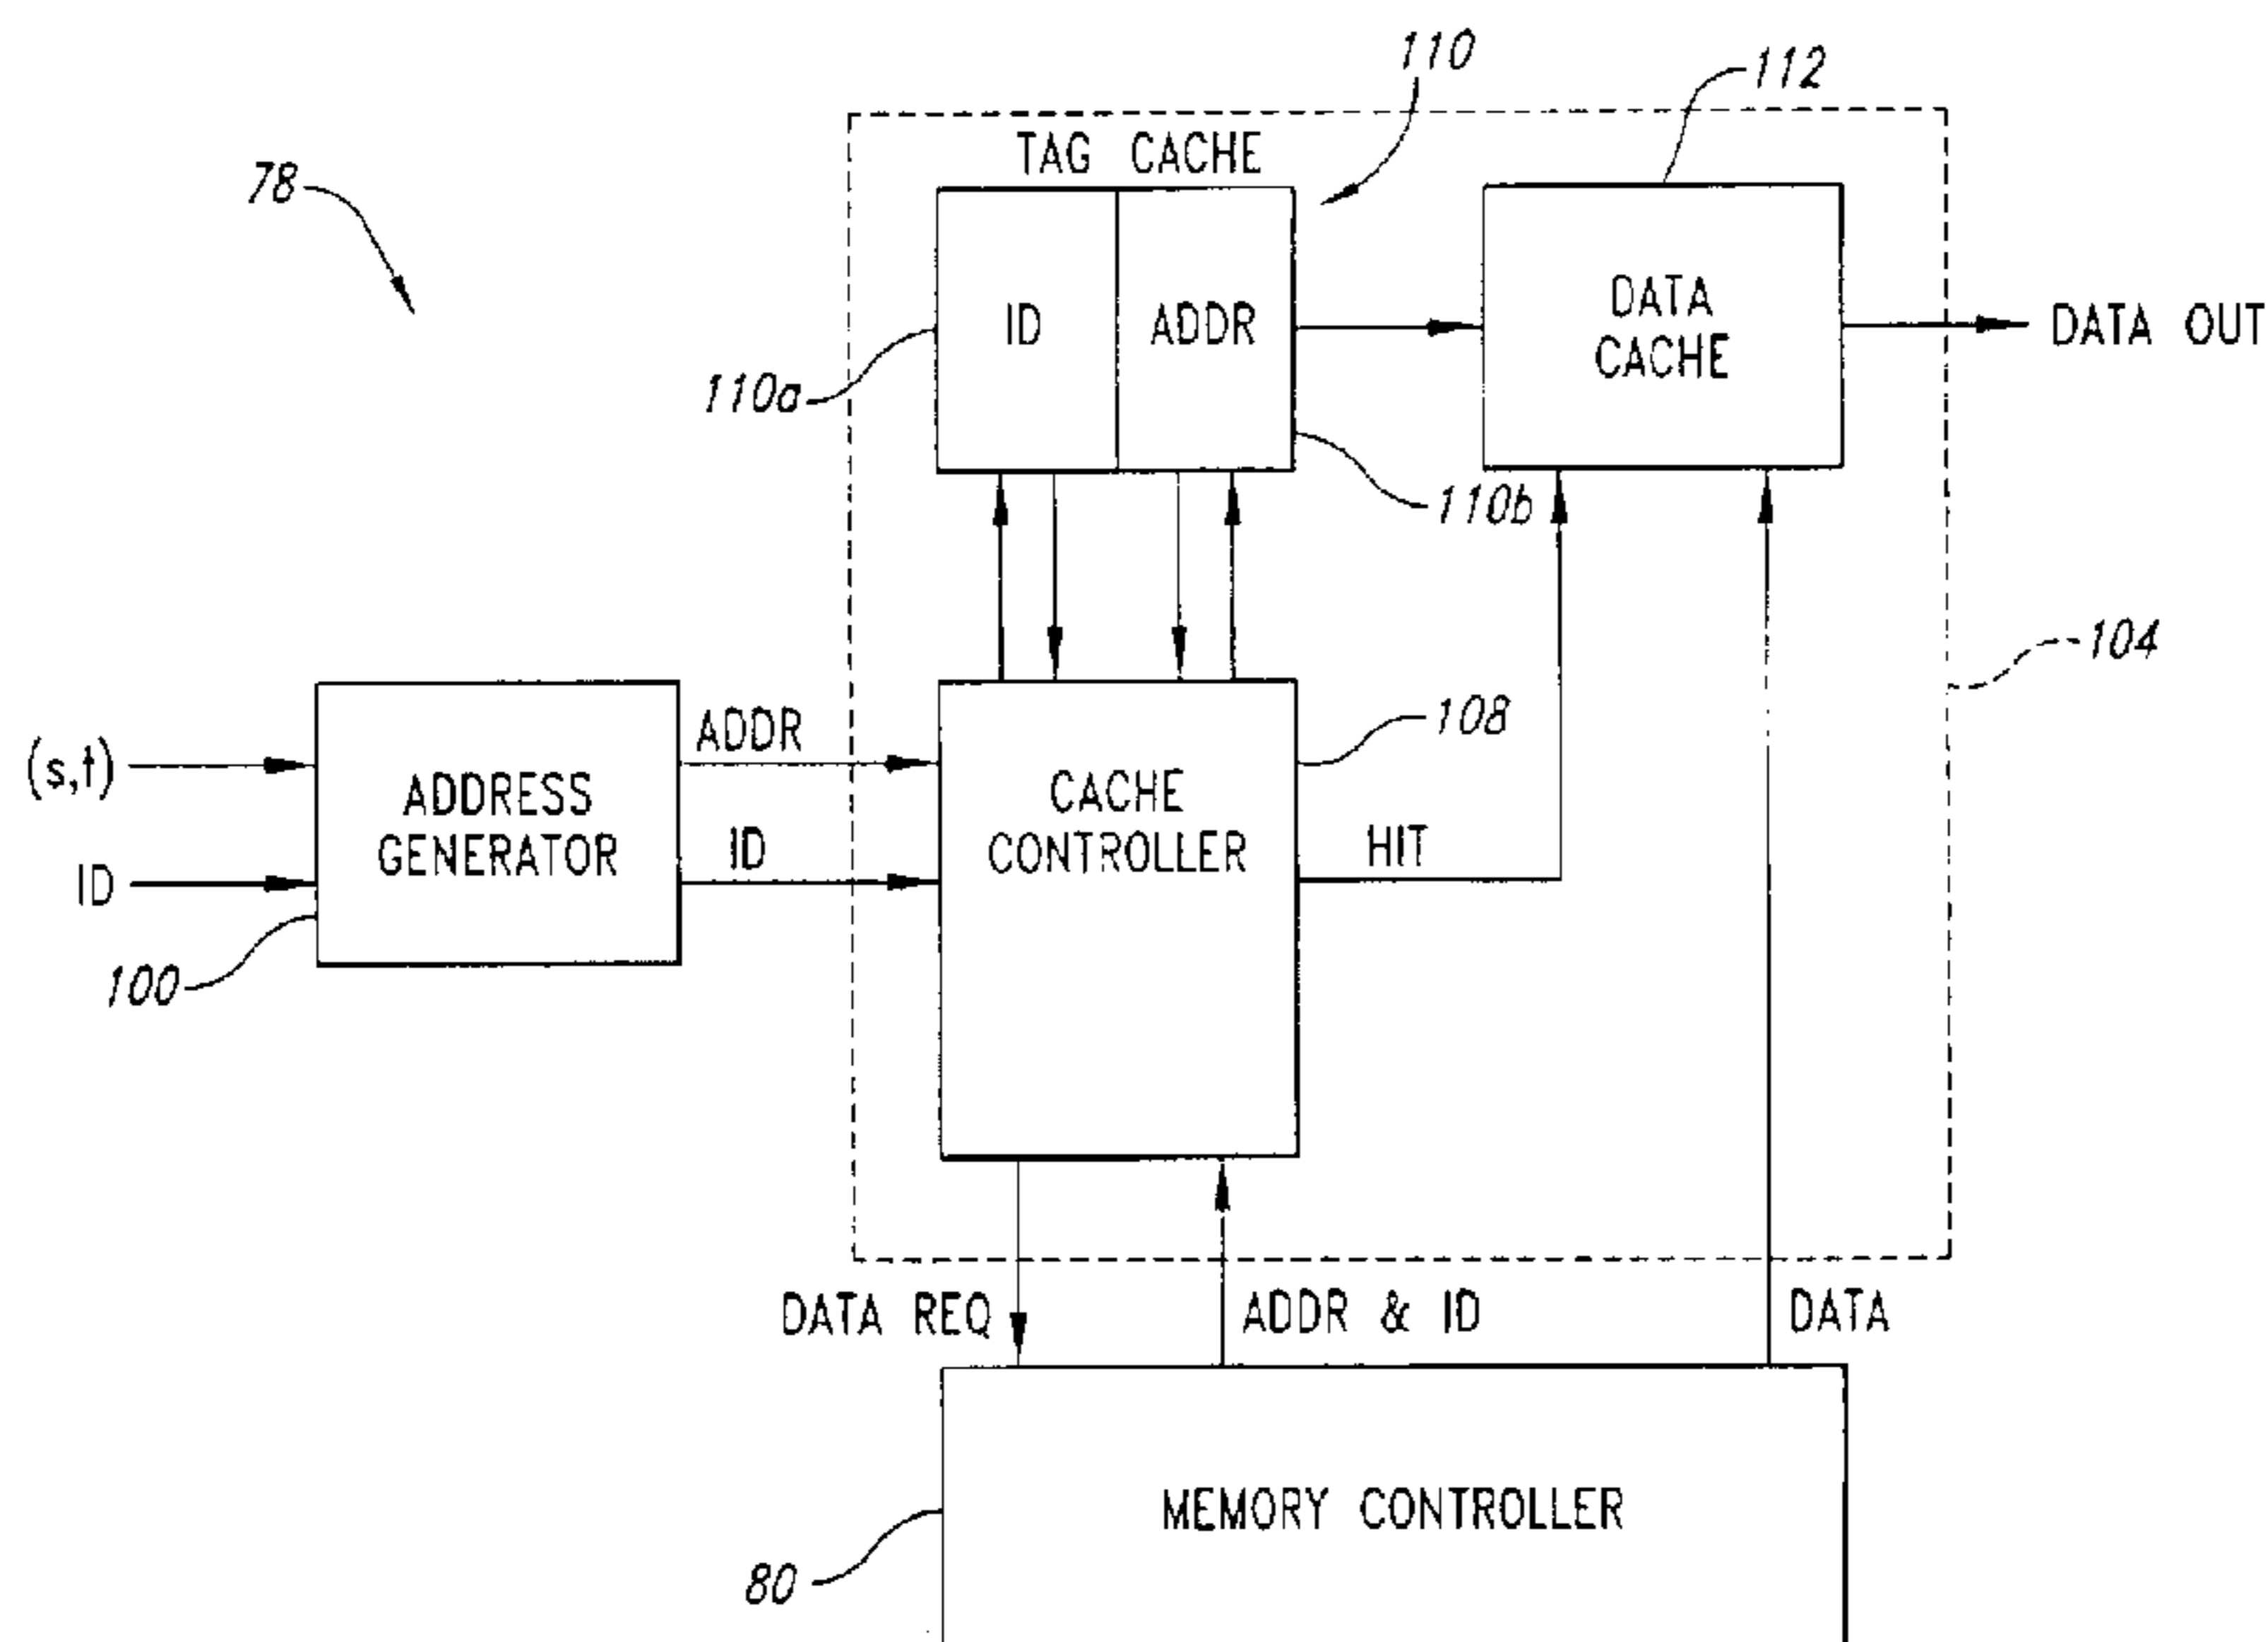 110
112
TAG CACHE
78
ID
ADDR
DATA
CACHE
DATA OUT
110a
110b
104
108
ADDR
(s,t)
ADDRESS
GENERATOR
CACHE
CONTROLLER
ID
ID
HIT
100
DATA REQ
ADDR & ID
DATA
MEMORY CONTROLLER
80